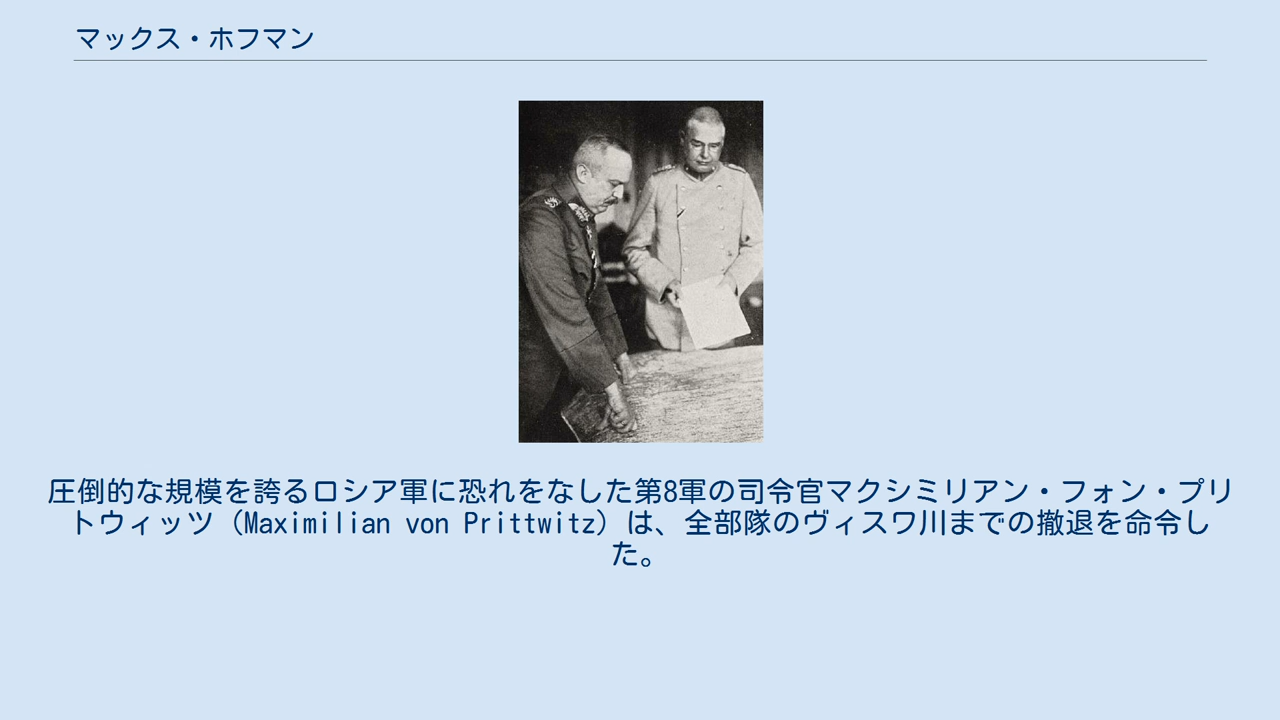 マックス・ホフマン
圧倒的な規模を誇るロシア軍に恐れをなした第8軍の司令官マクシミリアン・フォン・プリ
トウィッツ（Maximilian von Prittwitz）は、全部隊のヴィスワ川までの撤退を命令し
た。